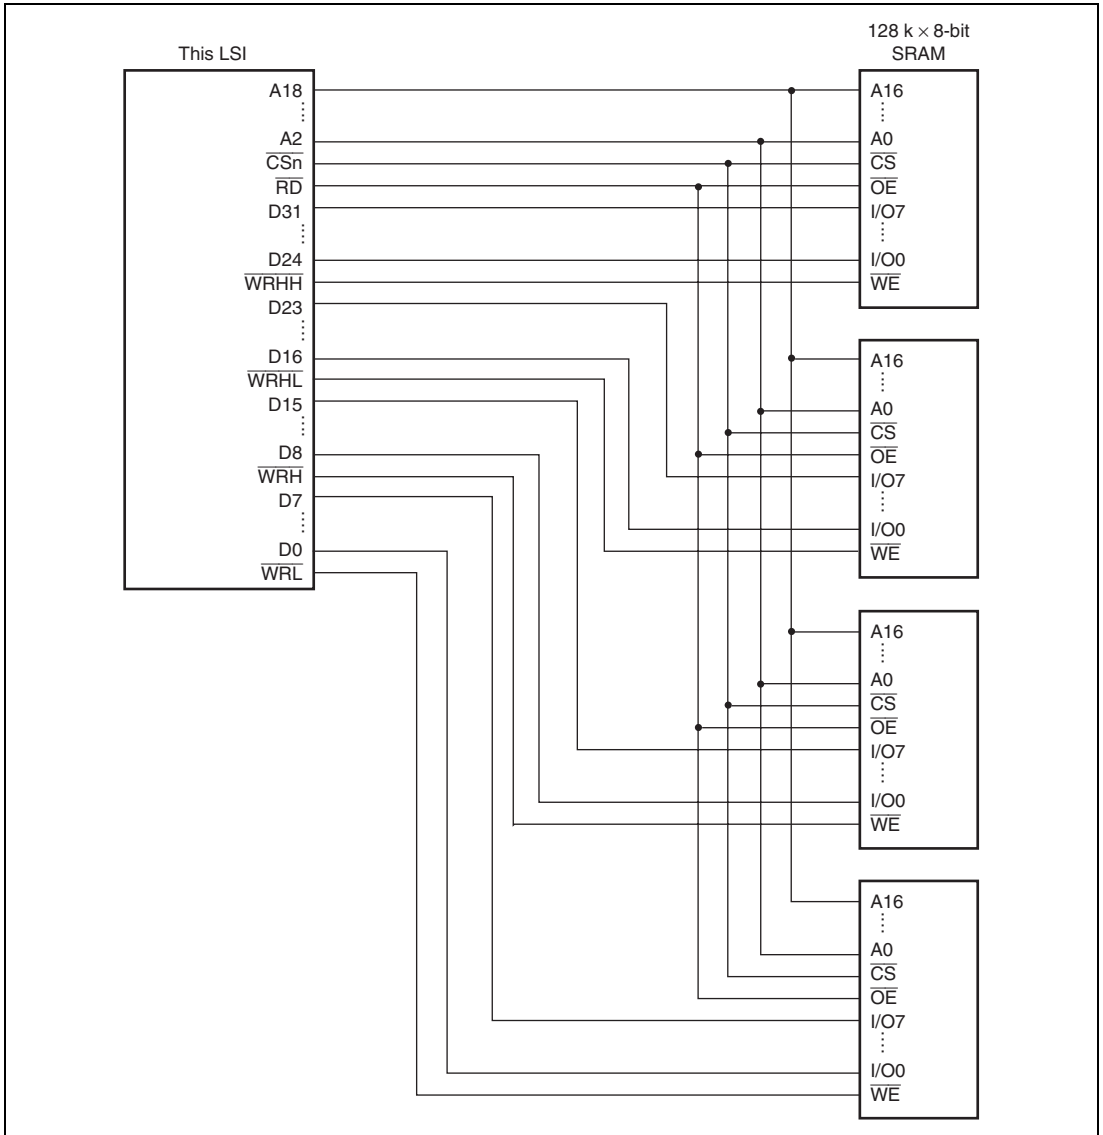 This LSI
A18
A2
CSn
RD
D31
D24
WRHH
D23
D16
WRHL
D15
D8
WRH
D7
D0
WRL
128 k × 8-bit
SRAM
A16
A0
CS
OE
I/O7
I/O0
WE
A16
A0
CS
OE
I/O7
I/O0
WE
A16
A0
CS
OE
I/O7
I/O0
WE
A16
A0
CS
OE
I/O7
I/O0
WE